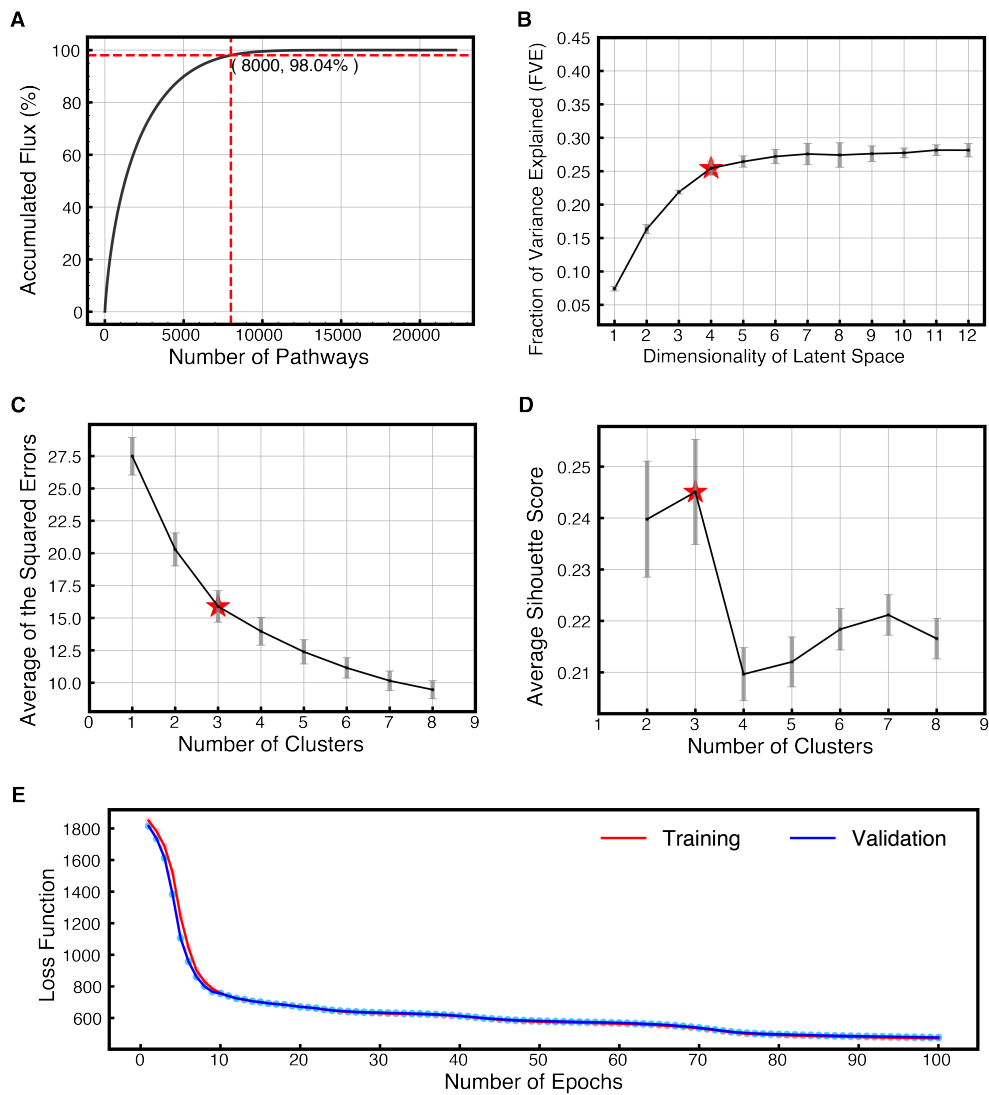 A
Accumulated Flux (%)
100
80
60
40
20
0
( 8000, 98.04% )
0 5000 10000 15000 20000
Number of Pathways
B
Fraction of Variance Explained (FVE)
0.45
0.40
0.35
0.30
0.25
0.20
0.15
0.10
0.05
1 2 3 4 5 6 7 8 9 10 11 12
Dimensionality of Latent Space
C
Average of the Squared Errors
27.5
25.0
22.5
20.0
17.5
15.0
12.5
10.0
0 1 2 3 4 5 6 7 8 9
Number of Clusters
D
Average Sihouette Score
0.25
0.24
0.23
0.22
0.21
1 2 3 4 5 6 7 8 9
Number of Clusters
E
Loss Function
1800
1600
1400
1200
1000
800
600
Training
Validation
0 10 20 30 40 50 60 70 80 90 100
Number of Epochs